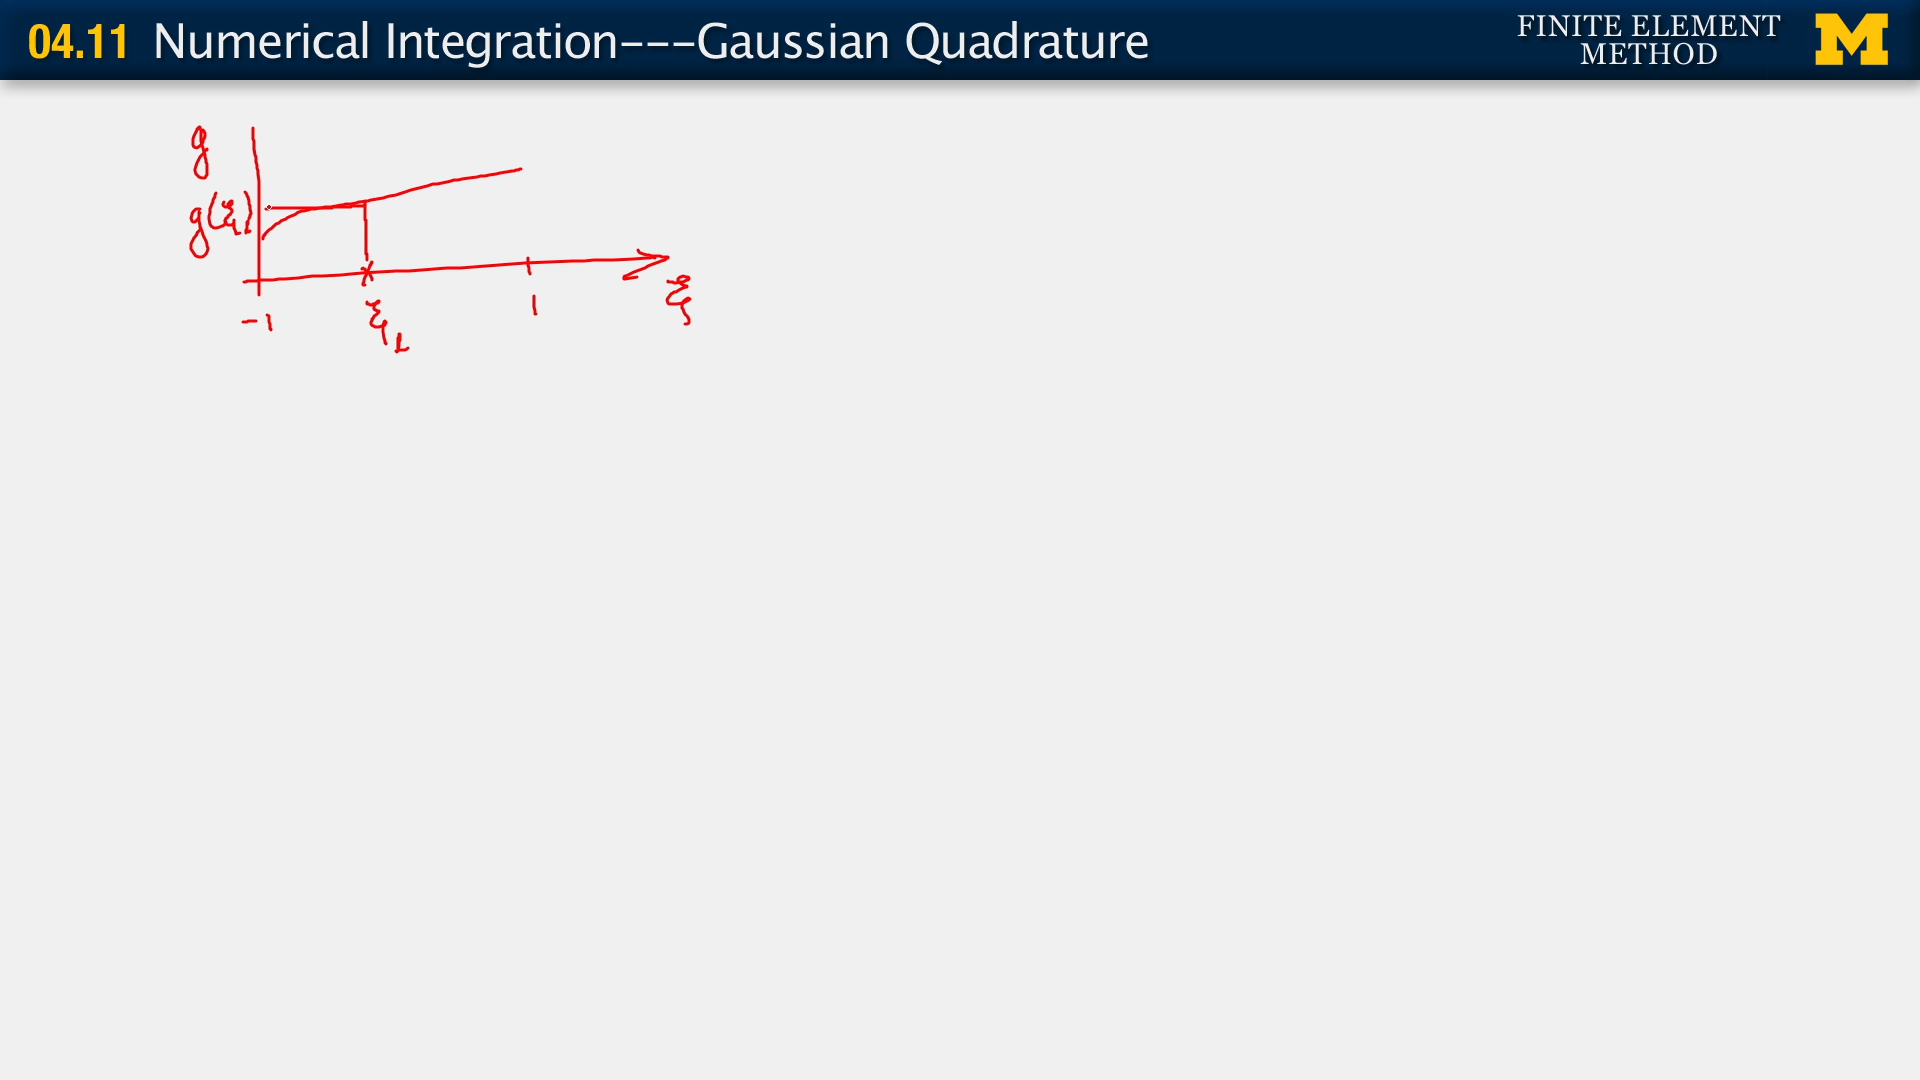 04.11 Numerical Integration---Gaussian Quadrature
FINITE ELEMENT
METHOD
M
g
g(ξ₁)
-1
ξ₁
1
ξ